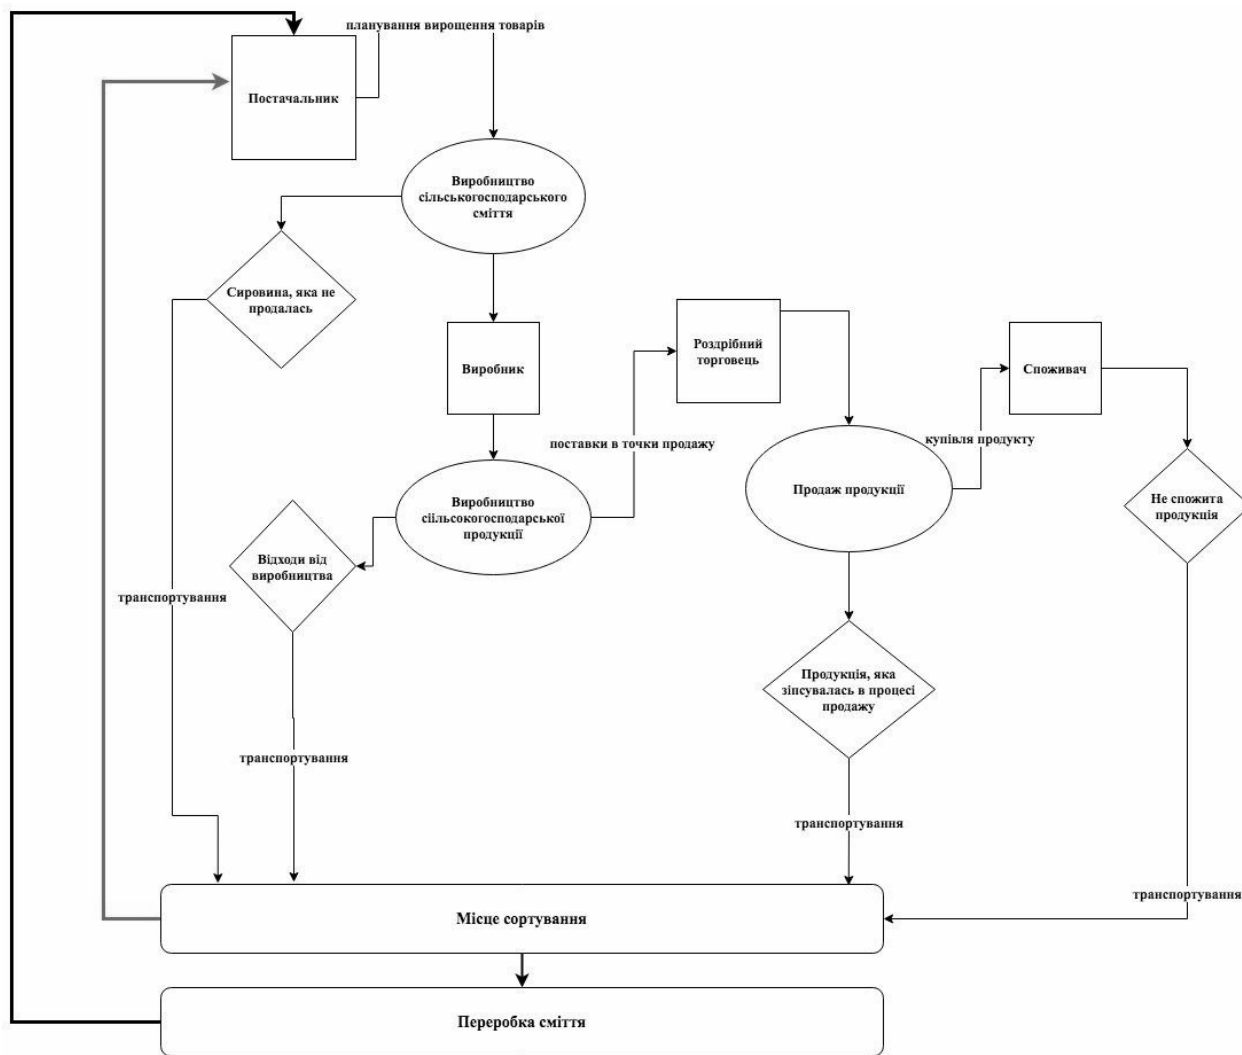 планування вирощення товарів
Постачальник
Виробництво
сільськогосподарського
сміття
Сировина, яка не
продалась
Виробник
Роздрібний
торговець
Споживач
поставки в точки продажу
купівля продукту
Виробництво
сіільсокогосподарської
продукції
Продаж продукції
Не спожита
продукція
Відходи від
виробництва
транспортування
Продукція, яка
зіпсувалась в процесі
продажу
транспортування
транспортування
транспортування
Місце сортування
Переробка сміття